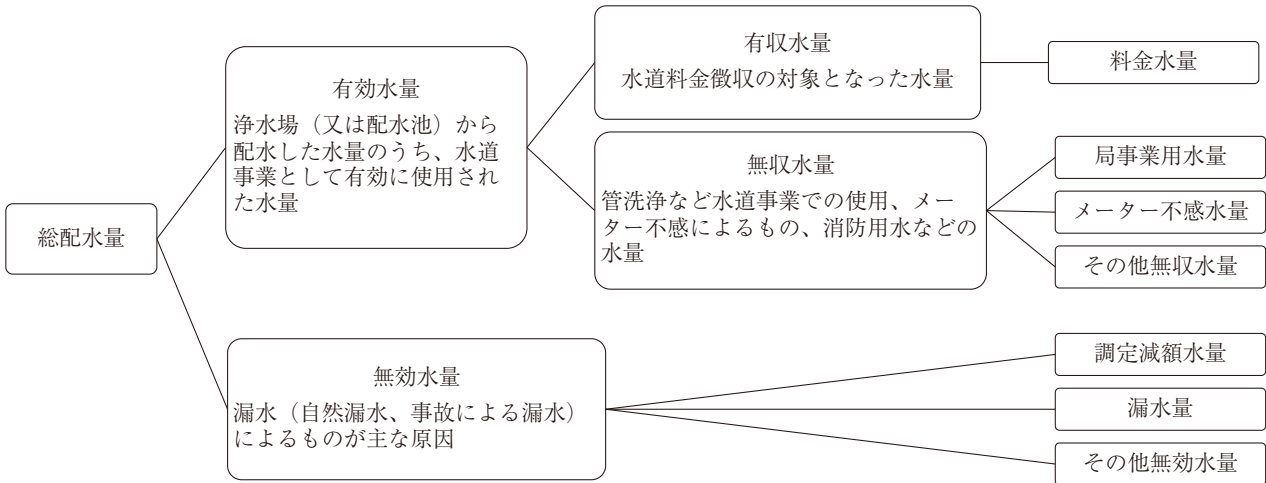 総配水量
有効水量
浄水場（又は配水池）から
配水した水量のうち、水道
事業として有効に使用され
た水量
有収水量
水道料金徴収の対象となった水量
料金水量
無収水量
管洗浄など水道事業での使用、メー
ター不感によるもの、消防用水などの
水量
局事業用水量
メーター不感水量
その他無収水量
無効水量
漏水（自然漏水、事故による漏水）
によるものが主な原因
調定減額水量
漏水量
その他無効水量